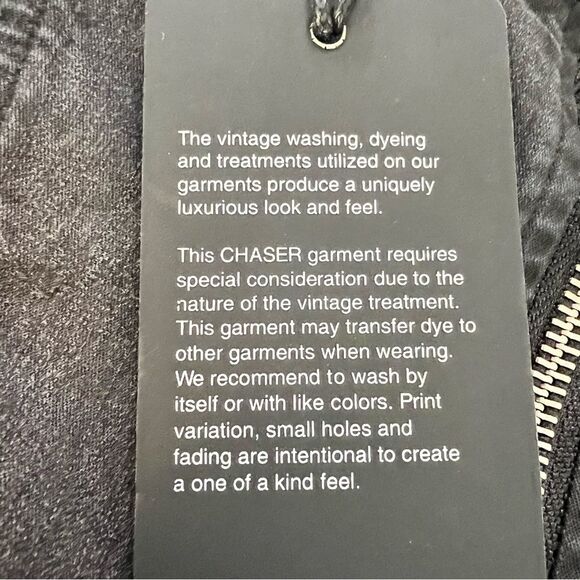 The vintage washing, dyeing
and treatments utilized on our
garments produce a uniquely
luxurious look and feel.
This CHASER garment requires
special consideration due to the
nature of the vintage treatment.
This garment may transfer dye to
other garments when wearing.
We recommend to wash by
itself or with like colors. Print
variation, small holes and
fading are intentional to create
a one of a kind feel.